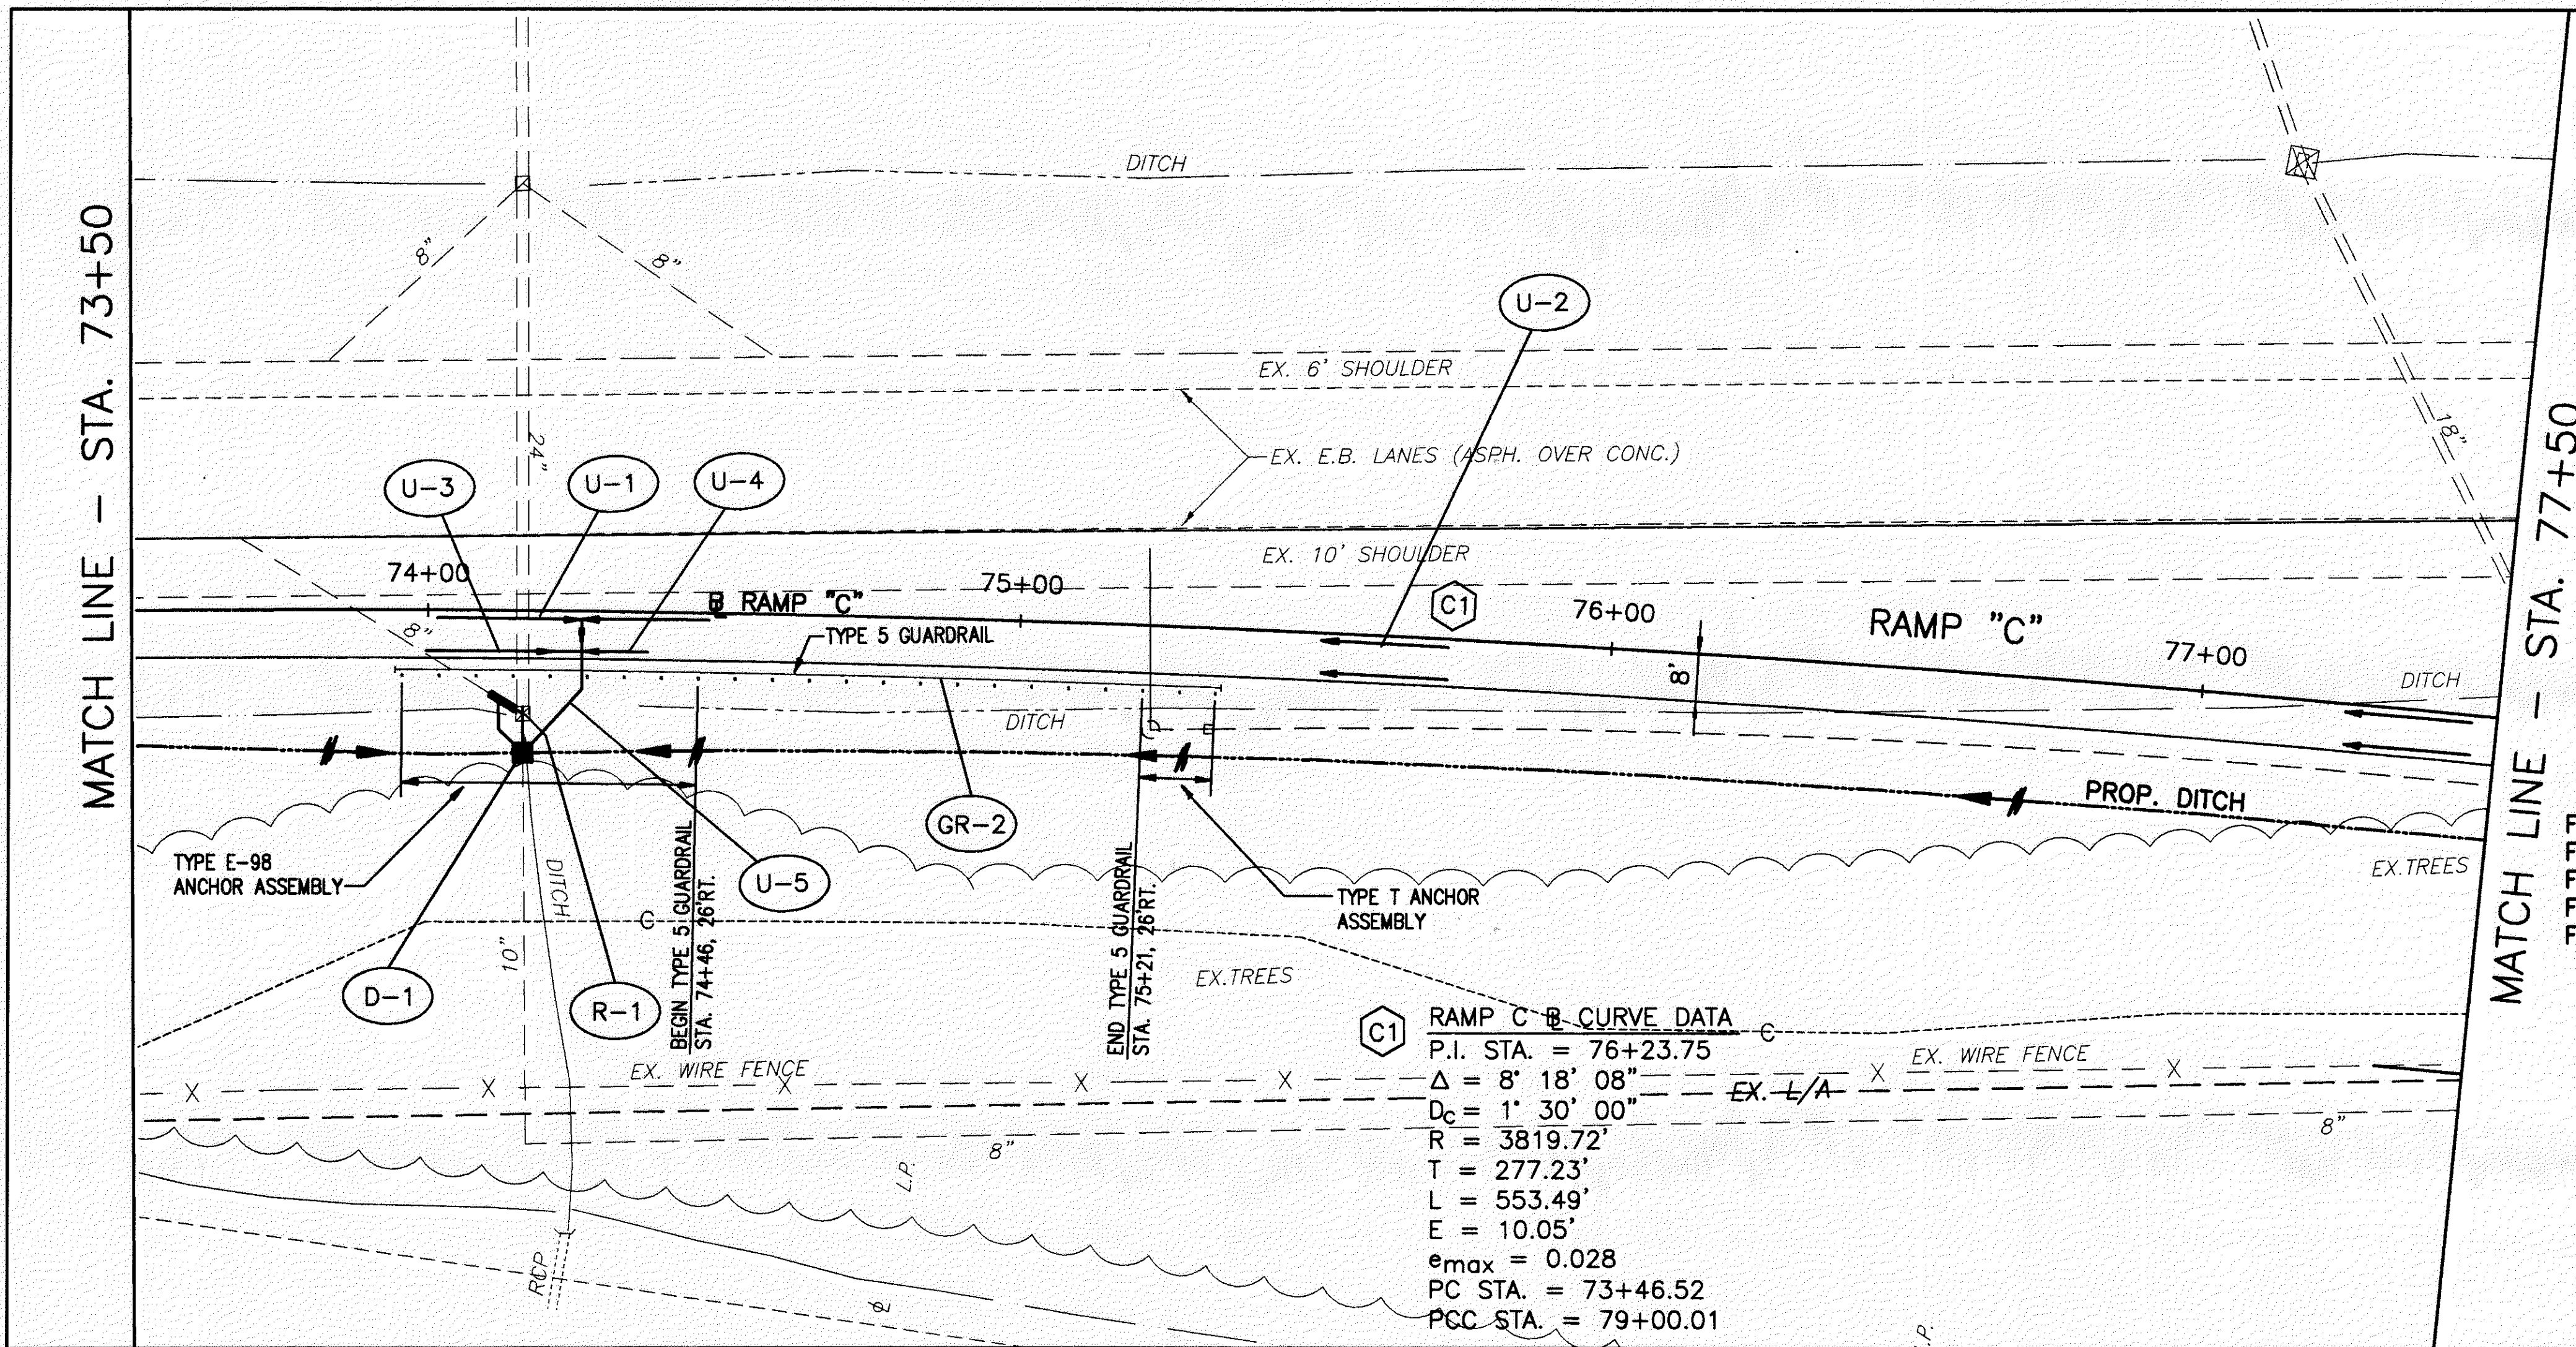 MATCH LINE - STA. 73+50
DITCH
8"
8"
U-2
EX. 6' SHOULDER
24"
18"
EX. E.B. LANES (ASPH. OVER CONC.)
U-3
U-1
U-4
EX. 10' SHOULDER
74+00
75+00
C1
76+00
RAMP "C"
77+00
RAMP "C"
8"
TYPE 5 GUARDRAIL
8'
DITCH
DITCH
PROP. DITCH
MATCH LINE - STA. 77+50
GR-2
TYPE E-98
ANCHOR ASSEMBLY
DITCH
U-5
EX.TREES
TYPE T ANCHOR
ASSEMBLY
C
10"
D-1
R-1
BEGIN TYPE 5 GUARDRAIL
STA. 74+46, 26'RT.
END TYPE 5 GUARDRAIL
STA. 75+21, 26'RT.
EX.TREES
C1
RAMP C ℄ CURVE DATA
P.I. STA. = 76+23.75
Δ = 8° 18' 08"
Dc = 1° 30' 00"
R = 3819.72'
T = 277.23'
L = 553.49'
E = 10.05'
emax = 0.028
PC STA. = 73+46.52
PCC STA. = 79+00.01
C
EX. WIRE FENCE
X X X X X X X
EX. WIRE FENCE
EX. L/A
8"
8"
L.P.
RCP
P.
F
F
F
F
F